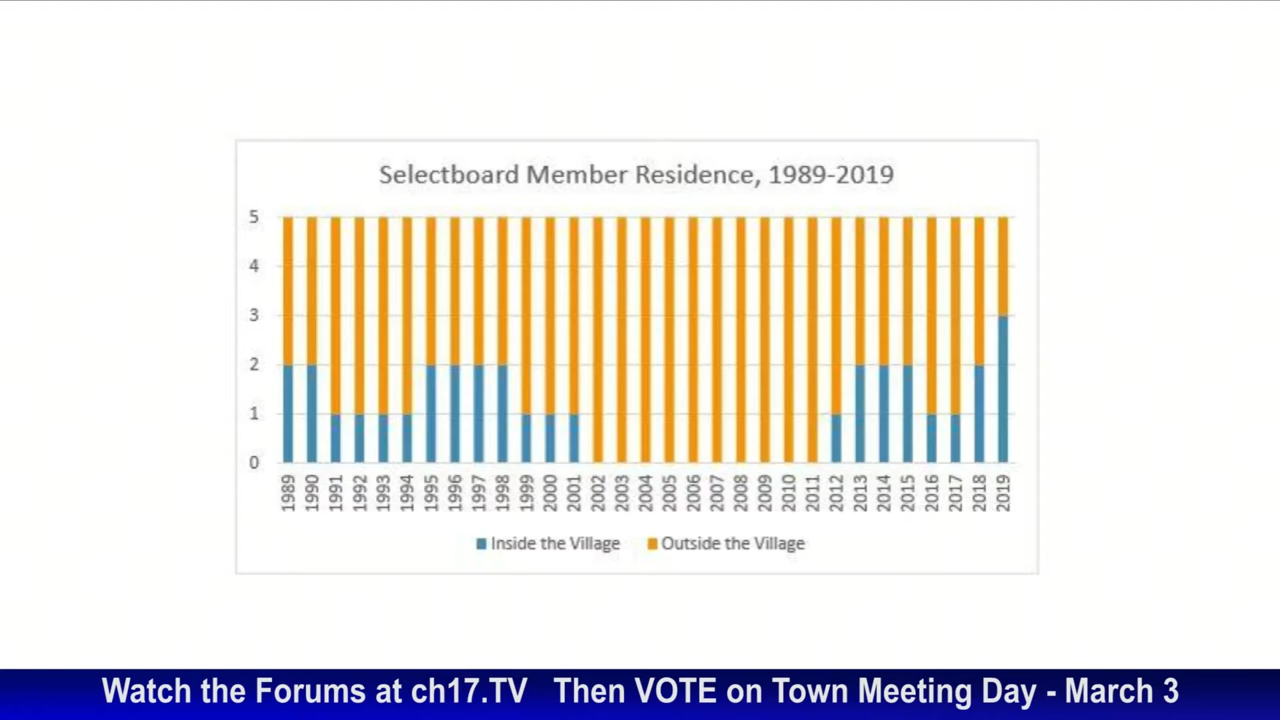 Selectboard Member Residence, 1989-2019
5
4
3
2
1
0
1989 1990 1991 1992 1993 1994 1995 1996 1997 1998 1999 2000 2001 2002 2003 2004 2005 2006 2007 2008 2009 2010 2011 2012 2013 2014 2015 2016 2017 2018 2019
Inside the Village Outside the Village
Watch the Forums at ch17.TV Then VOTE on Town Meeting Day - March 3